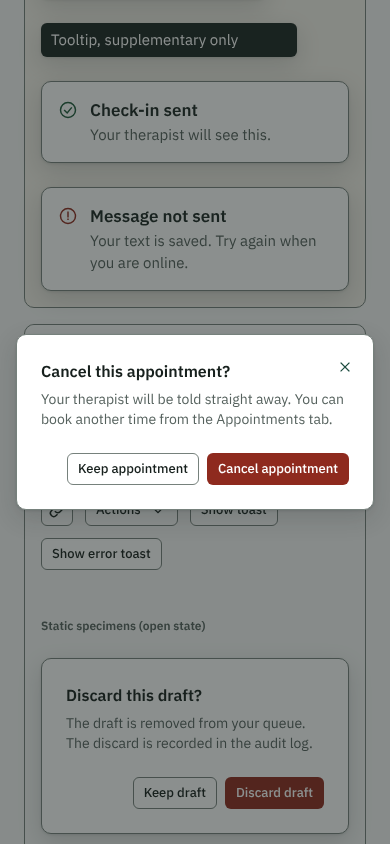 Tooltip, supplementary only
Check-in sent
Your therapist will see this.
Message not sent
Your text is saved. Try again when
you are online.
Cancel this appointment?
Your therapist will be told straight away. You can
book another time from the Appointments tab.
Keep appointment
Cancel appointment
Actions
Show toast
Show error toast
Static specimens (open state)
Discard this draft?
The draft is removed from your queue.
The discard is recorded in the audit log.
Keep draft
Discard draft